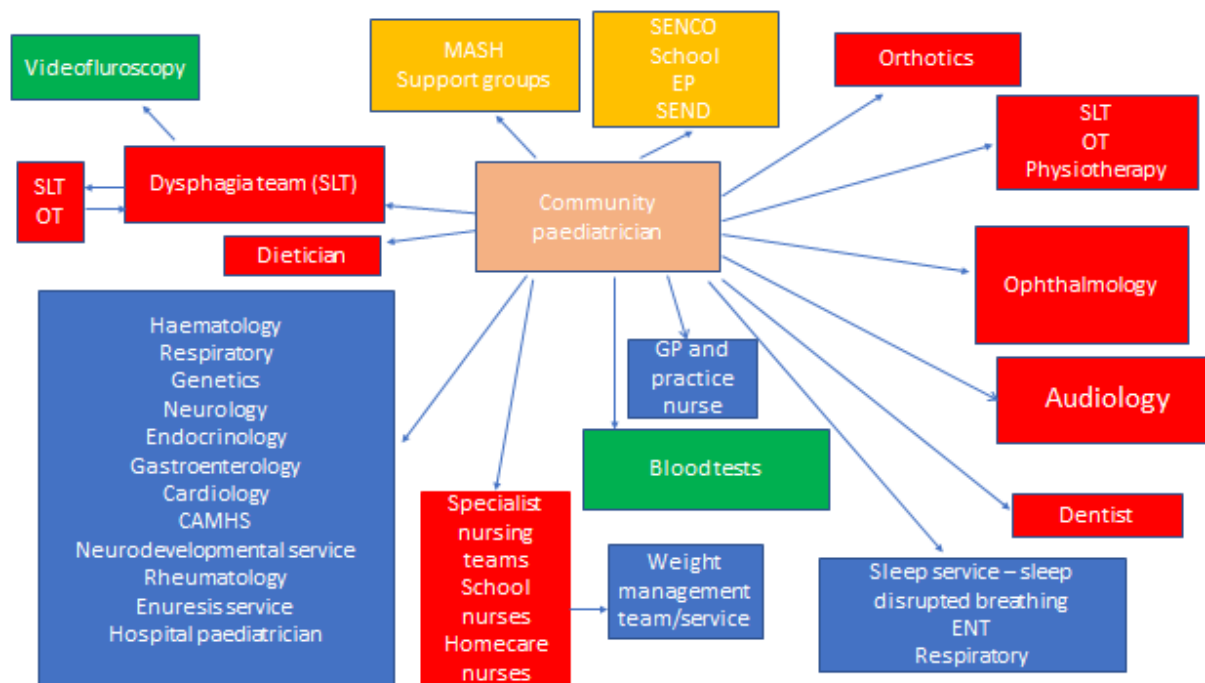 Videofluroscopy
MASH
Support groups
SENCO
School
EP
SEND
Orthotics
SLT
OT
Physiotherapy
SLT
OT
Dysphagia team (SLT)
Community
paediatrician
Dietician
Ophthalmology
Haematology
Respiratory
Genetics
Neurology
Endocrinology
Gastroenterology
Cardiology
CAMHS
Neurodevelopmental service
Rheumatology
Enuresis service
Hospital paediatrician
GP and
practice
nurse
Audiology
Blood tests
Specialist
nursing
teams
School
nurses
Homecare
nurses
Weight
management
team/service
Dentist
Sleep service – sleep
disrupted breathing
ENT
Respiratory